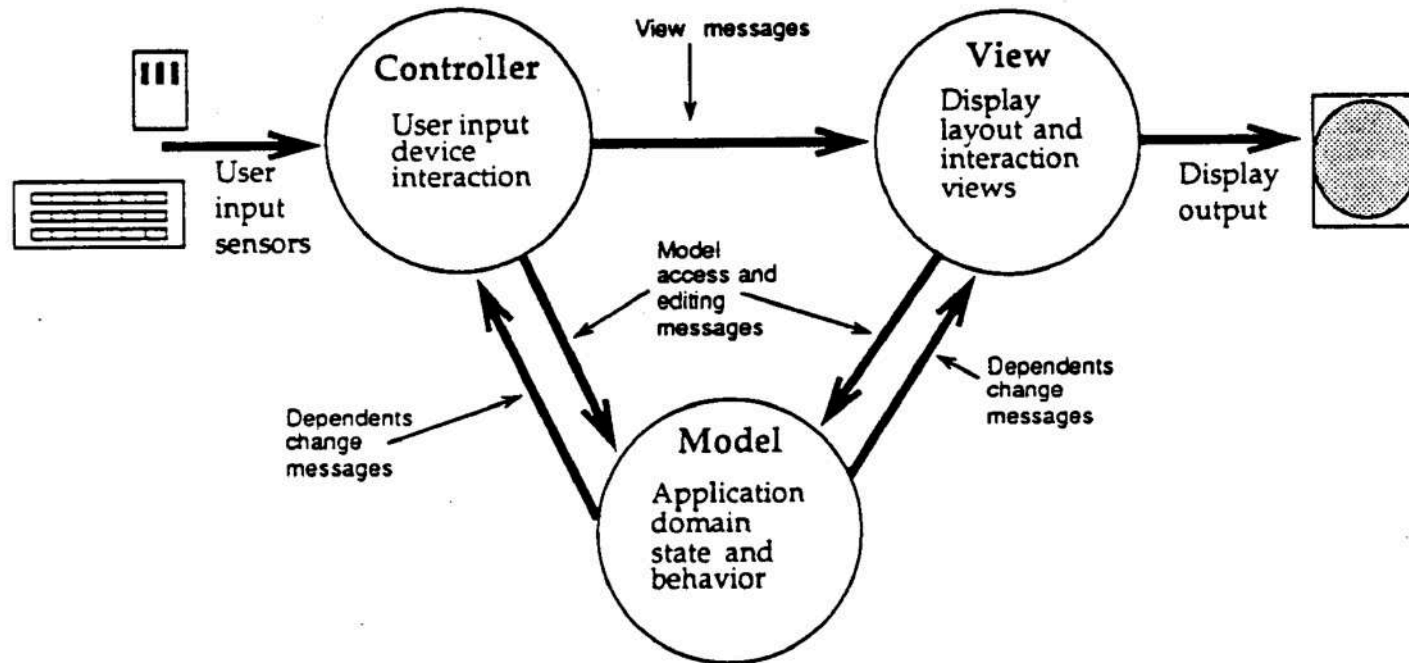 View messages
Controller
User input
device
interaction
View
Display
layout and
interaction
views
User
input
sensors
Display
output
Model
access and
editing
messages
Dependents
change
messages
Dependents
change
messages
Model
Application
domain
state and
behavior